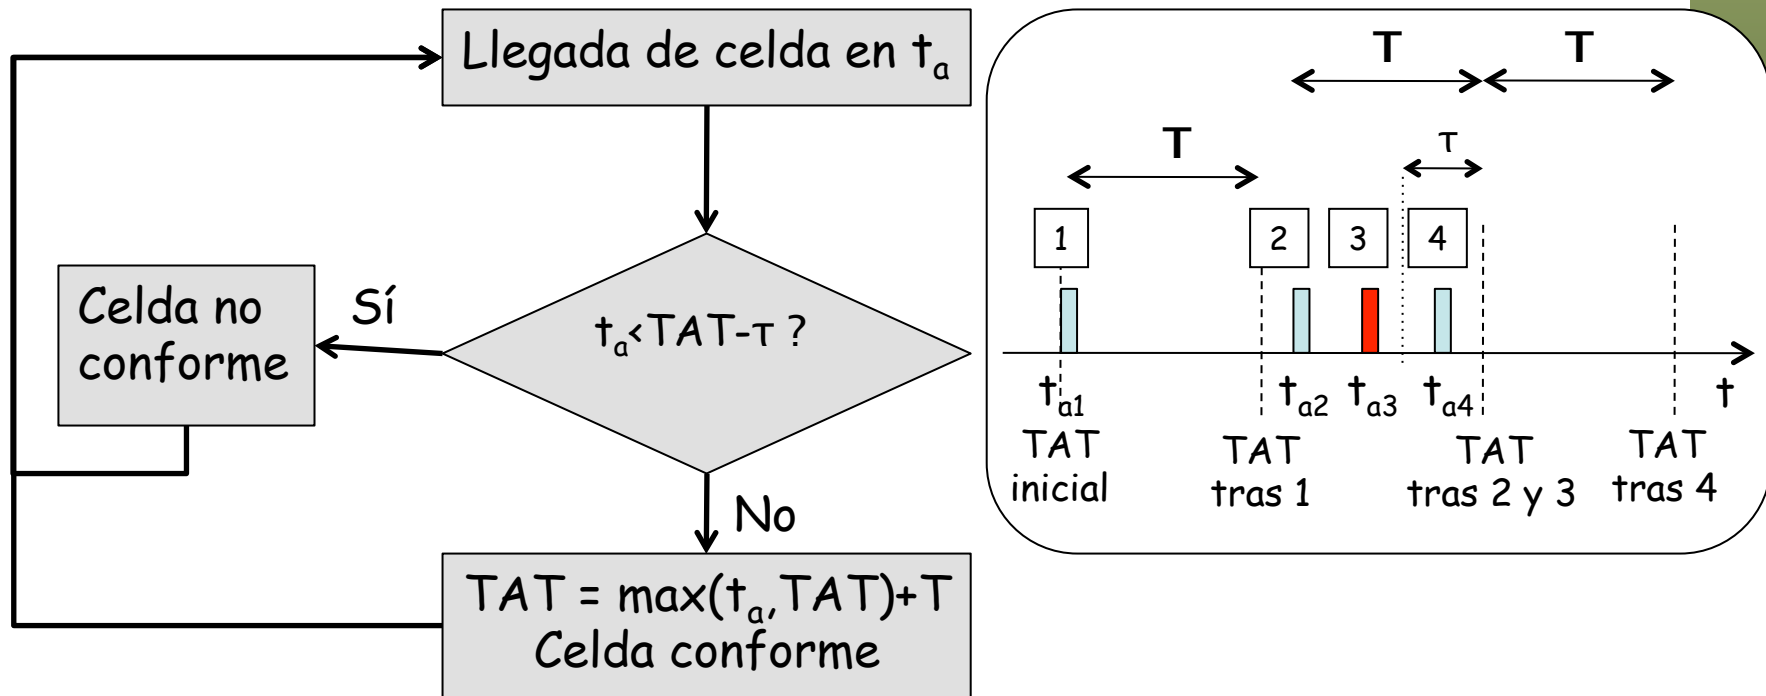 Llegada de celda en tₐ
Celda no
conforme
Sí
tₐ<TAT-τ ?
No
TAT = max(tₐ,TAT)+T
Celda conforme
T T
T τ
1 2 3 4
tₐ₁ tₐ₂ tₐ₃ tₐ₄ t
TAT
inicial
TAT
tras 1
TAT
tras 2 y 3
TAT
tras 4